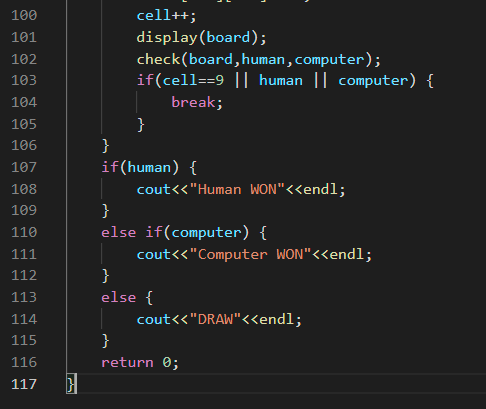 100 cell++;
101 display(board);
102 check(board,human,computer);
103 if(cell==9 || human || computer) {
104 break;
105 }
106 }
107 if(human) {
108 cout<<"Human WON"<<endl;
109 }
110 else if(computer) {
111 cout<<"Computer WON"<<endl;
112 }
113 else {
114 cout<<"DRAW"<<endl;
115 }
116 return 0;
117 }